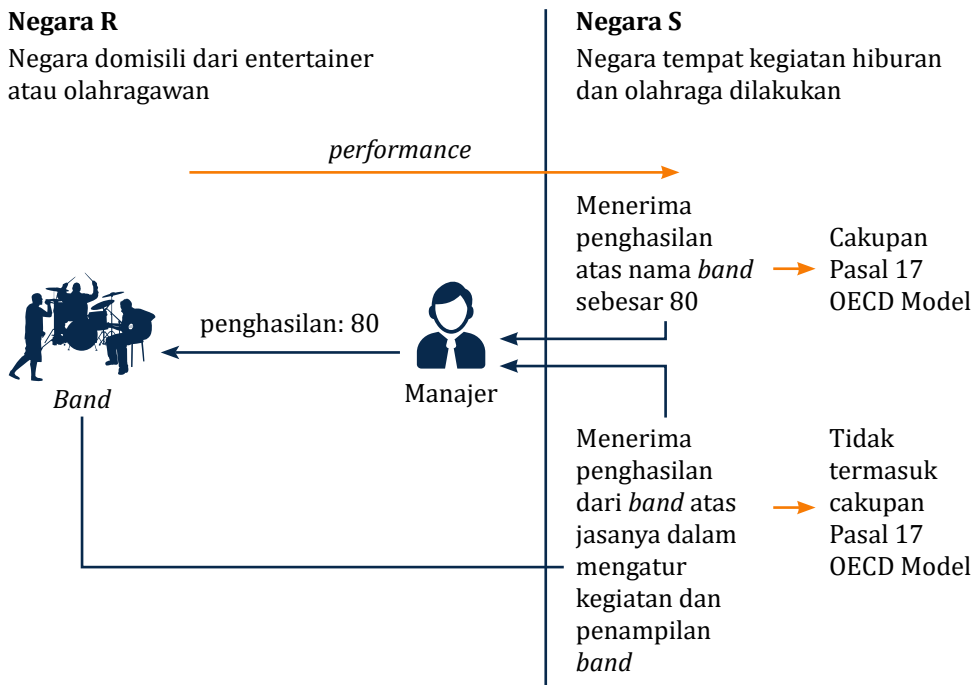 Negara R
Negara domisili dari entertainer
atau olahragawan
Negara S
Negara tempat kegiatan hiburan
dan olahraga dilakukan
performance
Menerima
penghasilan
atas nama band
sebesar 80
Cakupan
Pasal 17
OECD Model
penghasilan: 80
Band
Manajer
Menerima
penghasilan
dari band atas
jasanya dalam
mengatur
kegiatan dan
penampilan
band
Tidak
termasuk
cakupan
Pasal 17
OECD Model